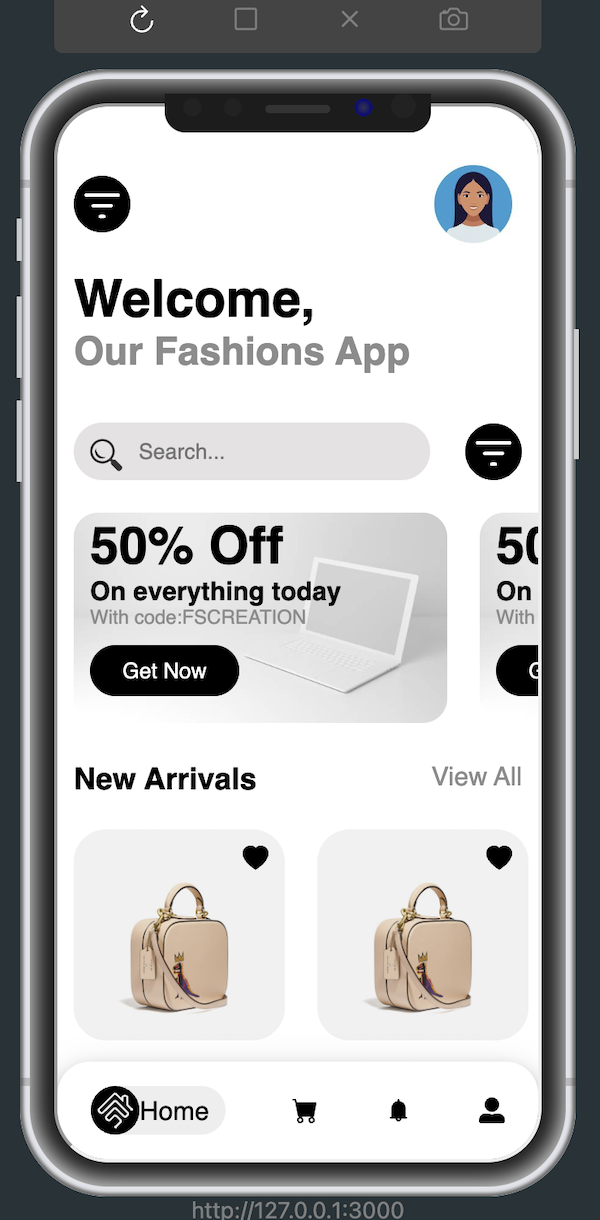 Welcome,
Our Fashions App
Search...
50% Off
On everything today
With code:FSCREATION
Get Now
50
On
With
G
New Arrivals
View All
Home
http://127.0.0.1:3000